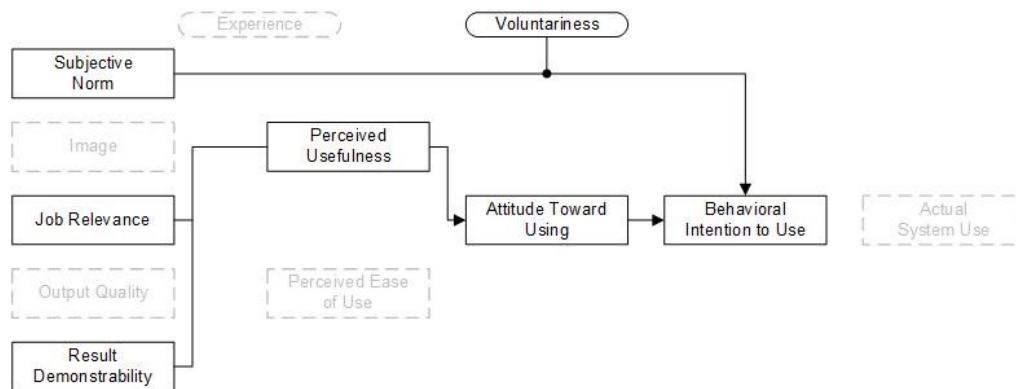 Experience
Voluntariness
Subjective
Norm
Image
Perceived
Usefulness
Job Relevance
Attitude Toward
Using
Behavioral
Intention to Use
Actual
System Use
Output Quality
Perceived Ease
of Use
Result
Demonstrability